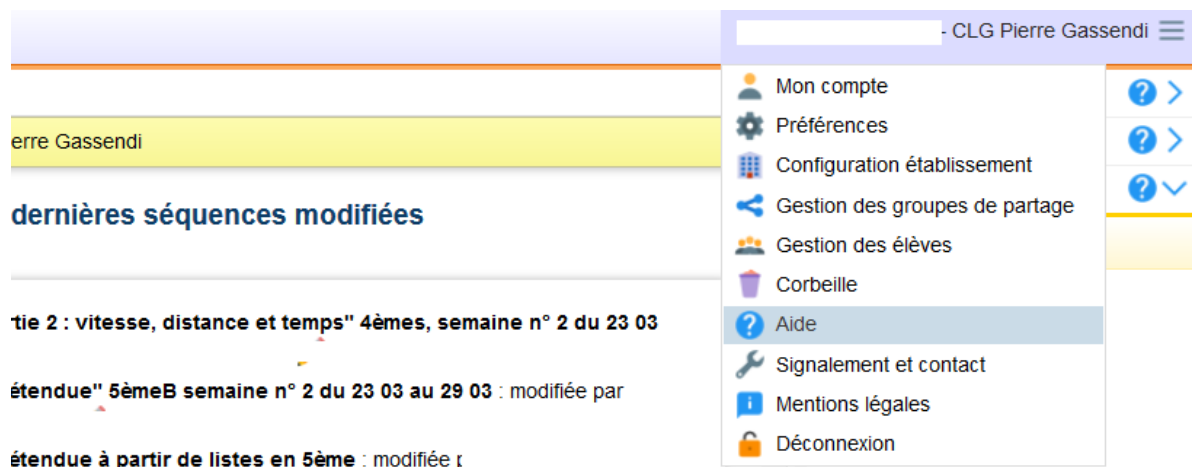 - CLG Pierre Gassendi
Mon compte
Préférences
Configuration établissement
Gestion des groupes de partage
Gestion des élèves
Corbeille
Aide
Signalement et contact
Mentions légales
Déconnexion
erre Gassendi
dernières séquences modifiées
tie 2 : vitesse, distance et temps" 4èmes, semaine n° 2 du 23 03
étendue" 5èmeB semaine n° 2 du 23 03 au 29 03 : modifiée par
étendue à partir de listes en 5ème : modifiée